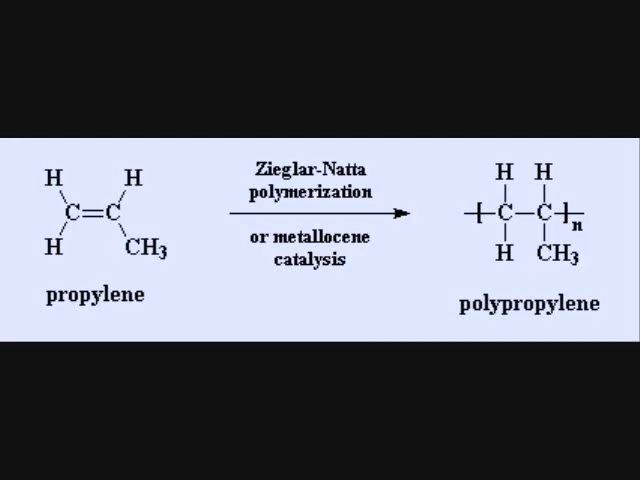 H H
C=C
H CH3
propylene
Zieglar-Natta
polymerization
or metallocene
catalysis
H H
-[-C-C-]-n
H CH3
polypropylene